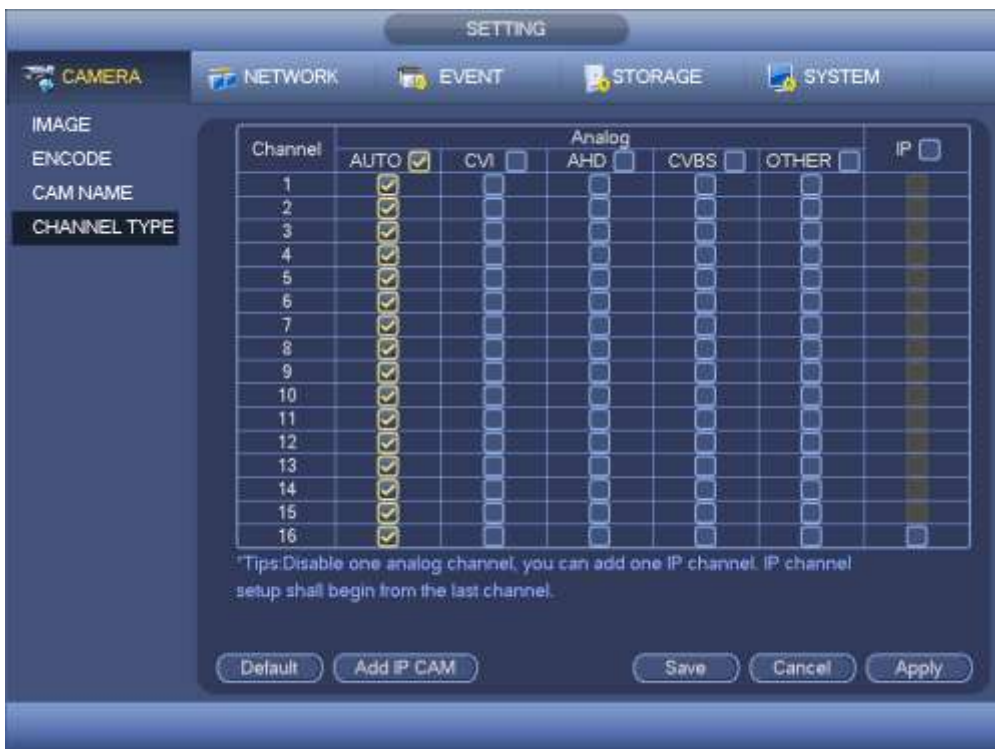 SETTING
CAMERA NETWORK EVENT STORAGE SYSTEM
IMAGE
ENCODE
CAM NAME
CHANNEL TYPE
Analog
Channel AUTO CVI AHD CVBS OTHER IP
1
2
3
4
5
6
7
8
9
10
11
12
13
14
15
16
*Tips:Disable one analog channel, you can add one IP channel. IP channel
setup shall begin from the last channel.
Default Add IP CAM Save Cancel Apply